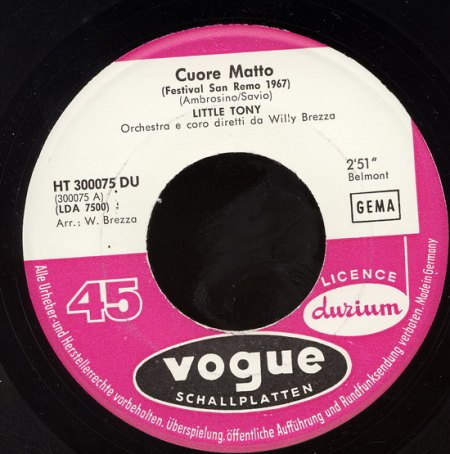 Cuore Matto
(Festival San Remo 1967)
(Ambrosino/Savio)
LITTLE TONY
Orchestra e coro diretti da Willy Brezza
HT 300075 DU
(300075 A)
(LDA 7500)
Arr.: W. Brezza
2'51"
Belmont
GEMA
45
LICENCE
durium
vogue
SCHALLPLATTEN
Alle Urheber- und Herstellerrechte vorbehalten. Überspielung, öffentliche Aufführung und Rundfunksendung verboten. Made in Germany